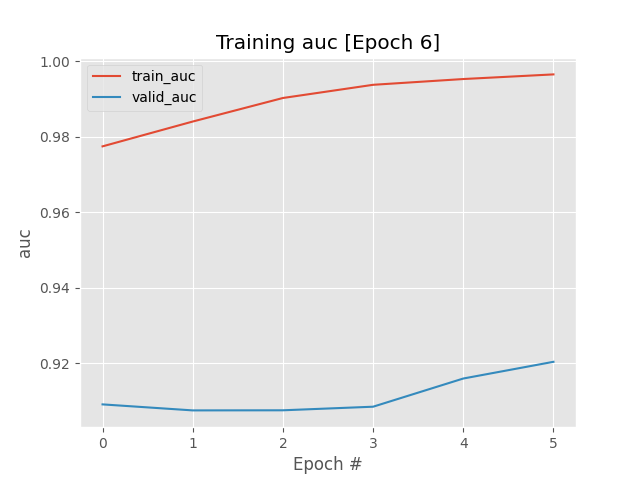 Training auc [Epoch 6]
train_auc
valid_auc
1.00
0.98
0.96
0.94
0.92
auc
0
1
2
3
4
5
Epoch #